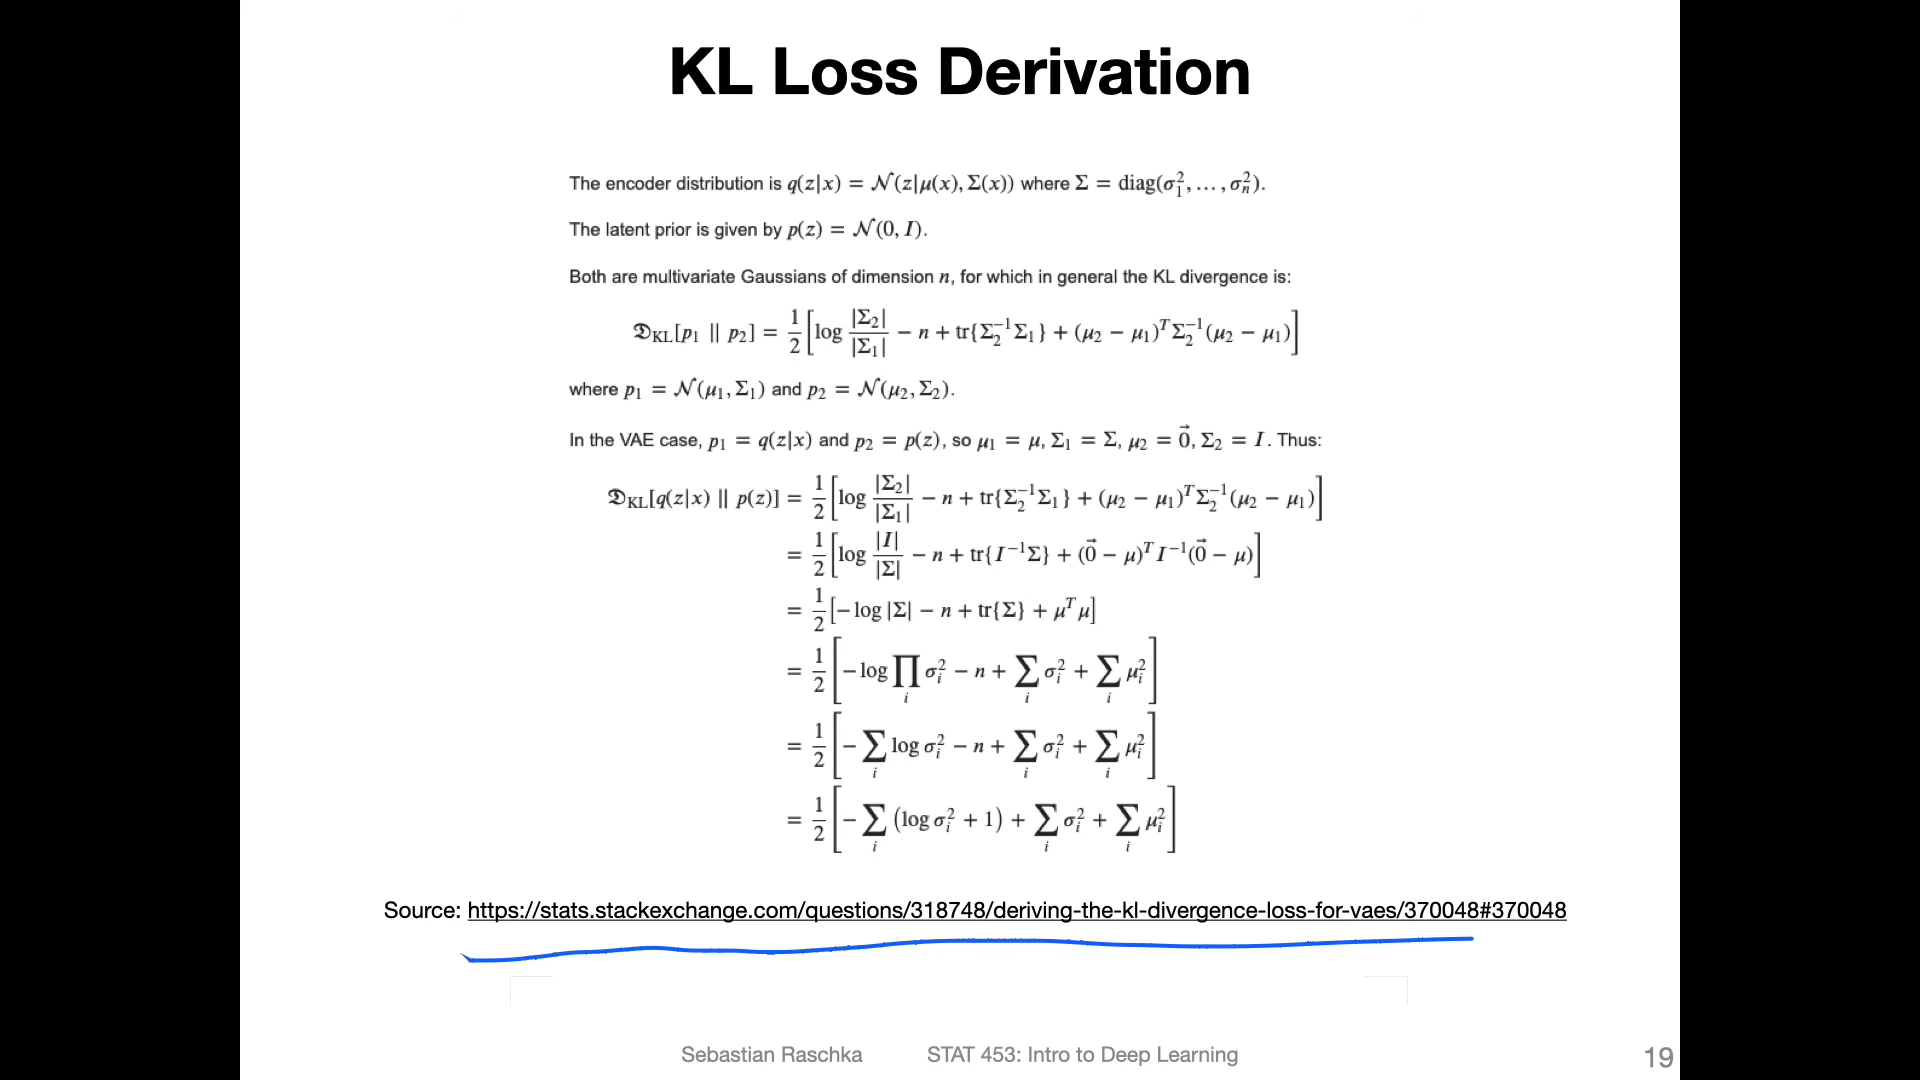 KL Loss Derivation
The encoder distribution is q(z|x) = 𝒩(z|μ(x), Σ(x)) where Σ = diag(σ₁², … , σₙ²).
The latent prior is given by p(z) = 𝒩(0, I).
Both are multivariate Gaussians of dimension n, for which in general the KL divergence is:
𝔇_KL[p₁ || p₂] = 1/2 [log |Σ₂|/|Σ₁| − n + tr{Σ₂⁻¹Σ₁} + (μ₂ − μ₁)ᵀ Σ₂⁻¹(μ₂ − μ₁)]
where p₁ = 𝒩(μ₁, Σ₁) and p₂ = 𝒩(μ₂, Σ₂).
In the VAE case, p₁ = q(z|x) and p₂ = p(z), so μ₁ = μ, Σ₁ = Σ, μ₂ = 0⃗, Σ₂ = I. Thus:
𝔇_KL[q(z|x) || p(z)] = 1/2 [log |Σ₂|/|Σ₁| − n + tr{Σ₂⁻¹Σ₁} + (μ₂ − μ₁)ᵀ Σ₂⁻¹(μ₂ − μ₁)]
= 1/2 [log |I|/|Σ| − n + tr{I⁻¹Σ} + (0⃗ − μ)ᵀ I⁻¹(0⃗ − μ)]
= 1/2 [− log |Σ| − n + tr{Σ} + μᵀμ]
= 1/2 [− log ∏ᵢ σᵢ² − n + ∑ᵢ σᵢ² + ∑ᵢ μᵢ²]
= 1/2 [− ∑ᵢ log σᵢ² − n + ∑ᵢ σᵢ² + ∑ᵢ μᵢ²]
= 1/2 [− ∑ᵢ (log σᵢ² + 1) + ∑ᵢ σᵢ² + ∑ᵢ μᵢ²]
Source: https://stats.stackexchange.com/questions/318748/deriving-the-kl-divergence-loss-for-vaes/370048#370048
Sebastian Raschka STAT 453: Intro to Deep Learning 19